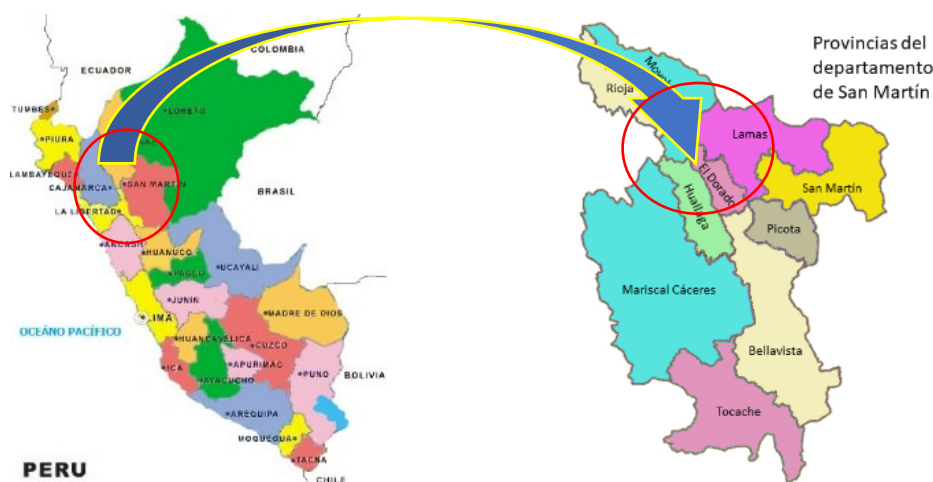 COLOMBIA
ECUADOR
TUMBES
LORETO
PIURA
LAMBAYEQUE
CAJAMARCA
SAN MARTIN
BRASIL
LA LIBERTAD
ANCASH
HUANUCO
PASCO
UCAYALI
JUNIN
LIMA
MADRE DE DIOS
OCEÁNO PACÍFICO
HUANCAVELICA
CUZCO
ICA
APURIMAC
PUNO
AYACUCHO
BOLIVIA
AREQUIPA
MOQUEGUA
TACNA
PERU
CHILE
Provincias del
departamento
de San Martín
Rioja
Lamas
El Dorado
San Martín
Huallaga
Picota
Mariscal Cáceres
Bellavista
Tocache